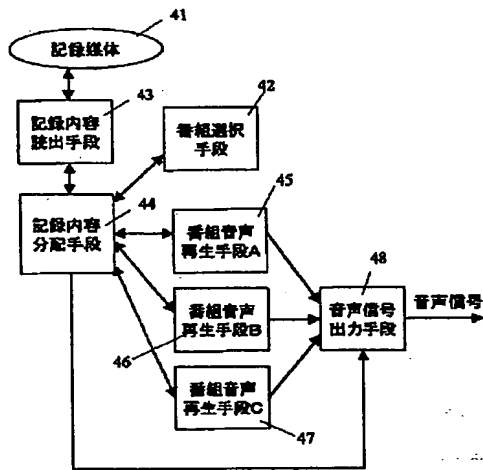 41
記録媒体
43
42
記録内容
読出手段
番組選択
手段
44
45
記録内容
分配手段
番組音声
再生手段A
48
音声信号
出力手段
音声信号
番組音声
再生手段B
46
番組音声
再生手段C
47